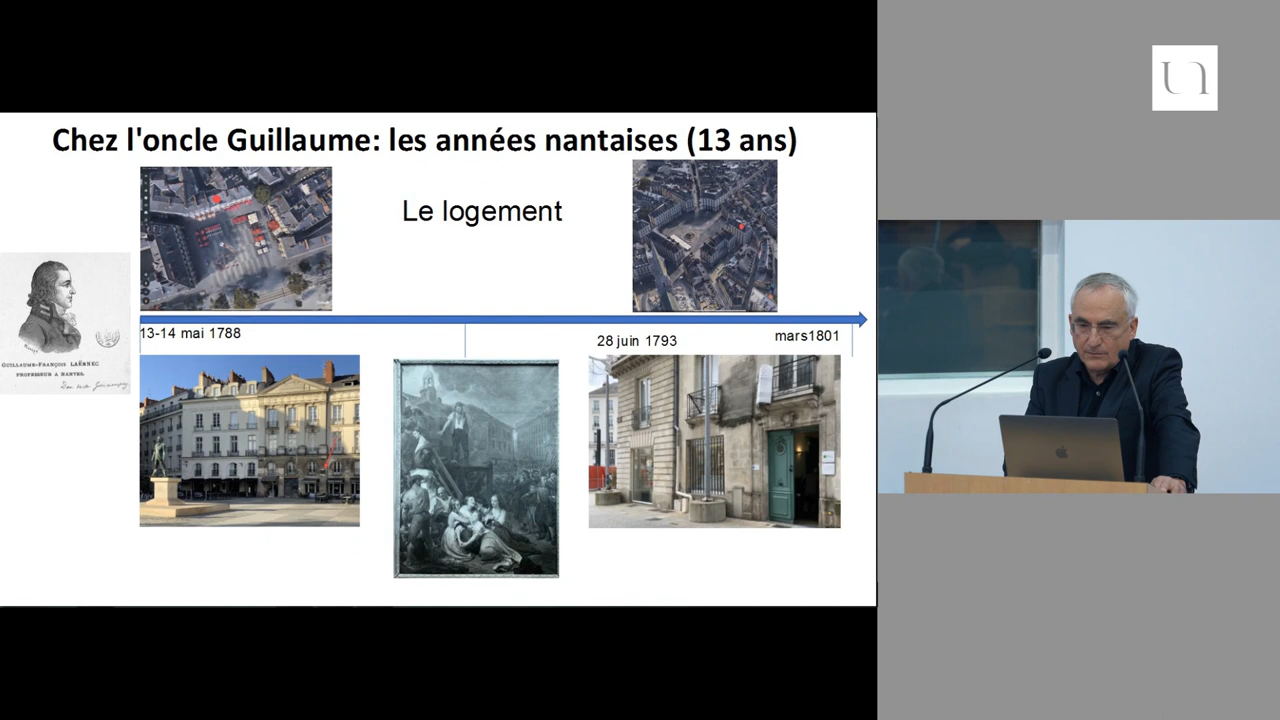 Chez l'oncle Guillaume: les années nantaises (13 ans)
Le logement
13-14 mai 1788
28 juin 1793
mars1801
GUILLAUME-FRANÇOIS LAËNNEC
PROFESSEUR A NANTES.